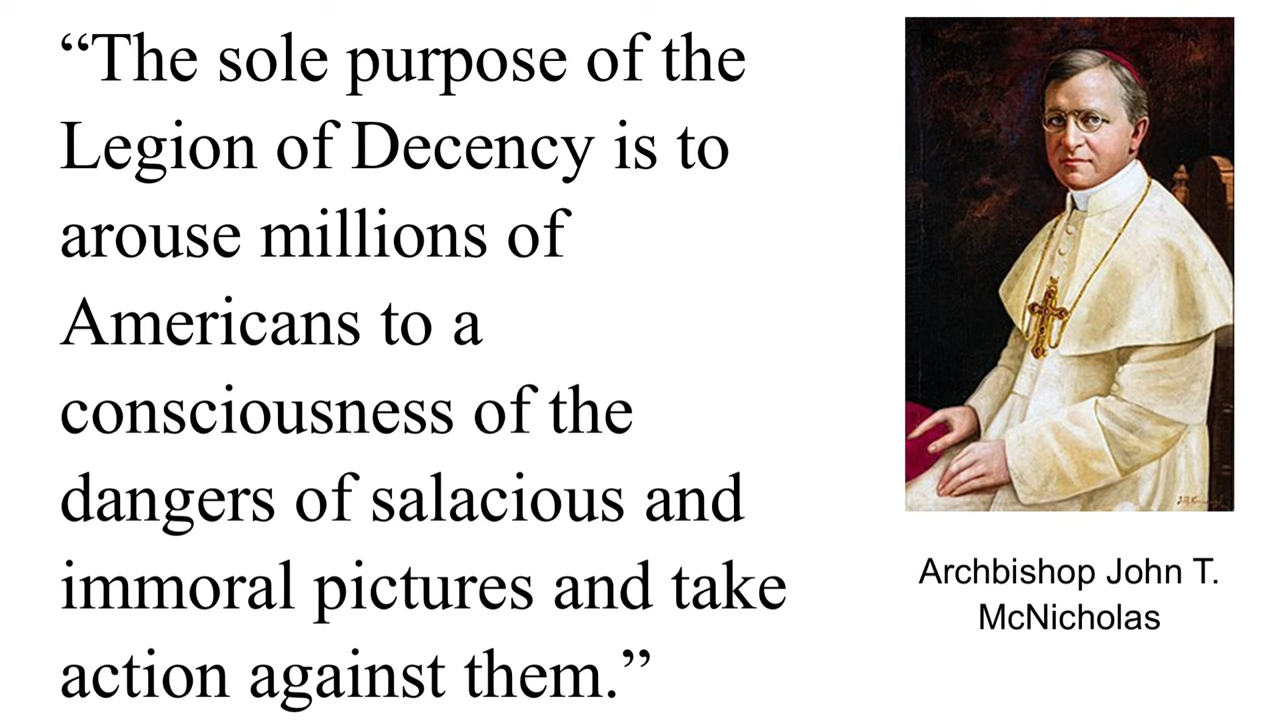 “The sole purpose of the
Legion of Decency is to
arouse millions of
Americans to a
consciousness of the
dangers of salacious and
immoral pictures and take
action against them.”
Archbishop John T.
McNicholas